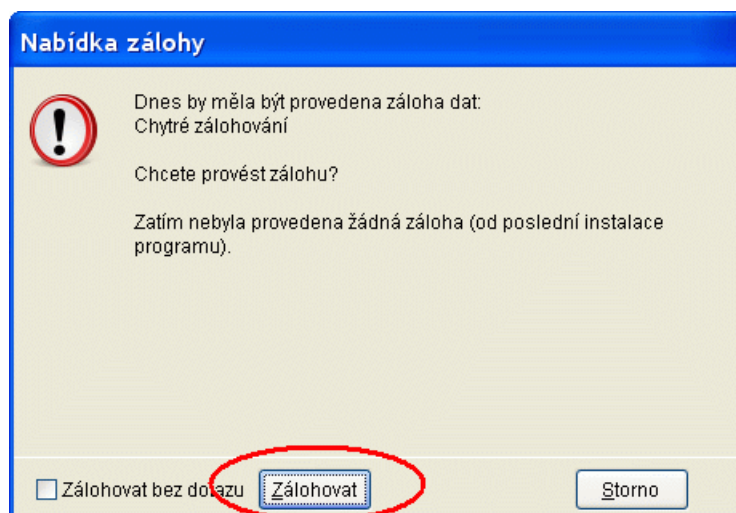 Nabídka zálohy
Dnes by měla být provedena záloha dat:
Chytré zálohování
Chcete provést zálohu?
Zatím nebyla provedena žádná záloha (od poslední instalace
programu).
Zálohovat bez dotazu
Zálohovat
Storno